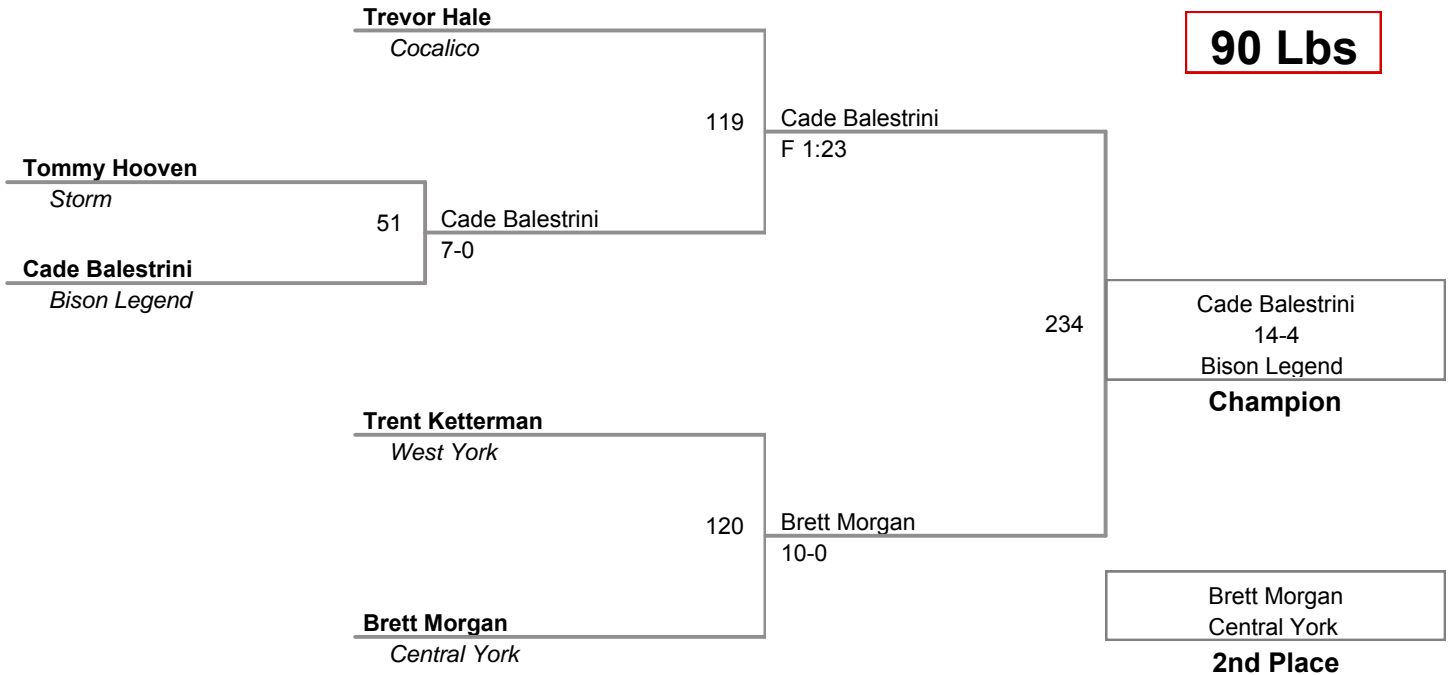 Trevor Hale
Cocalico
90 Lbs
119
Cade Balestrini
F 1:23
Tommy Hooven
Storm
51
Cade Balestrini
7-0
Cade Balestrini
Bison Legend
234
Cade Balestrini
14-4
Bison Legend
Champion
Trent Ketterman
West York
120
Brett Morgan
10-0
Brett Morgan
Central York
Brett Morgan
Central York
2nd Place